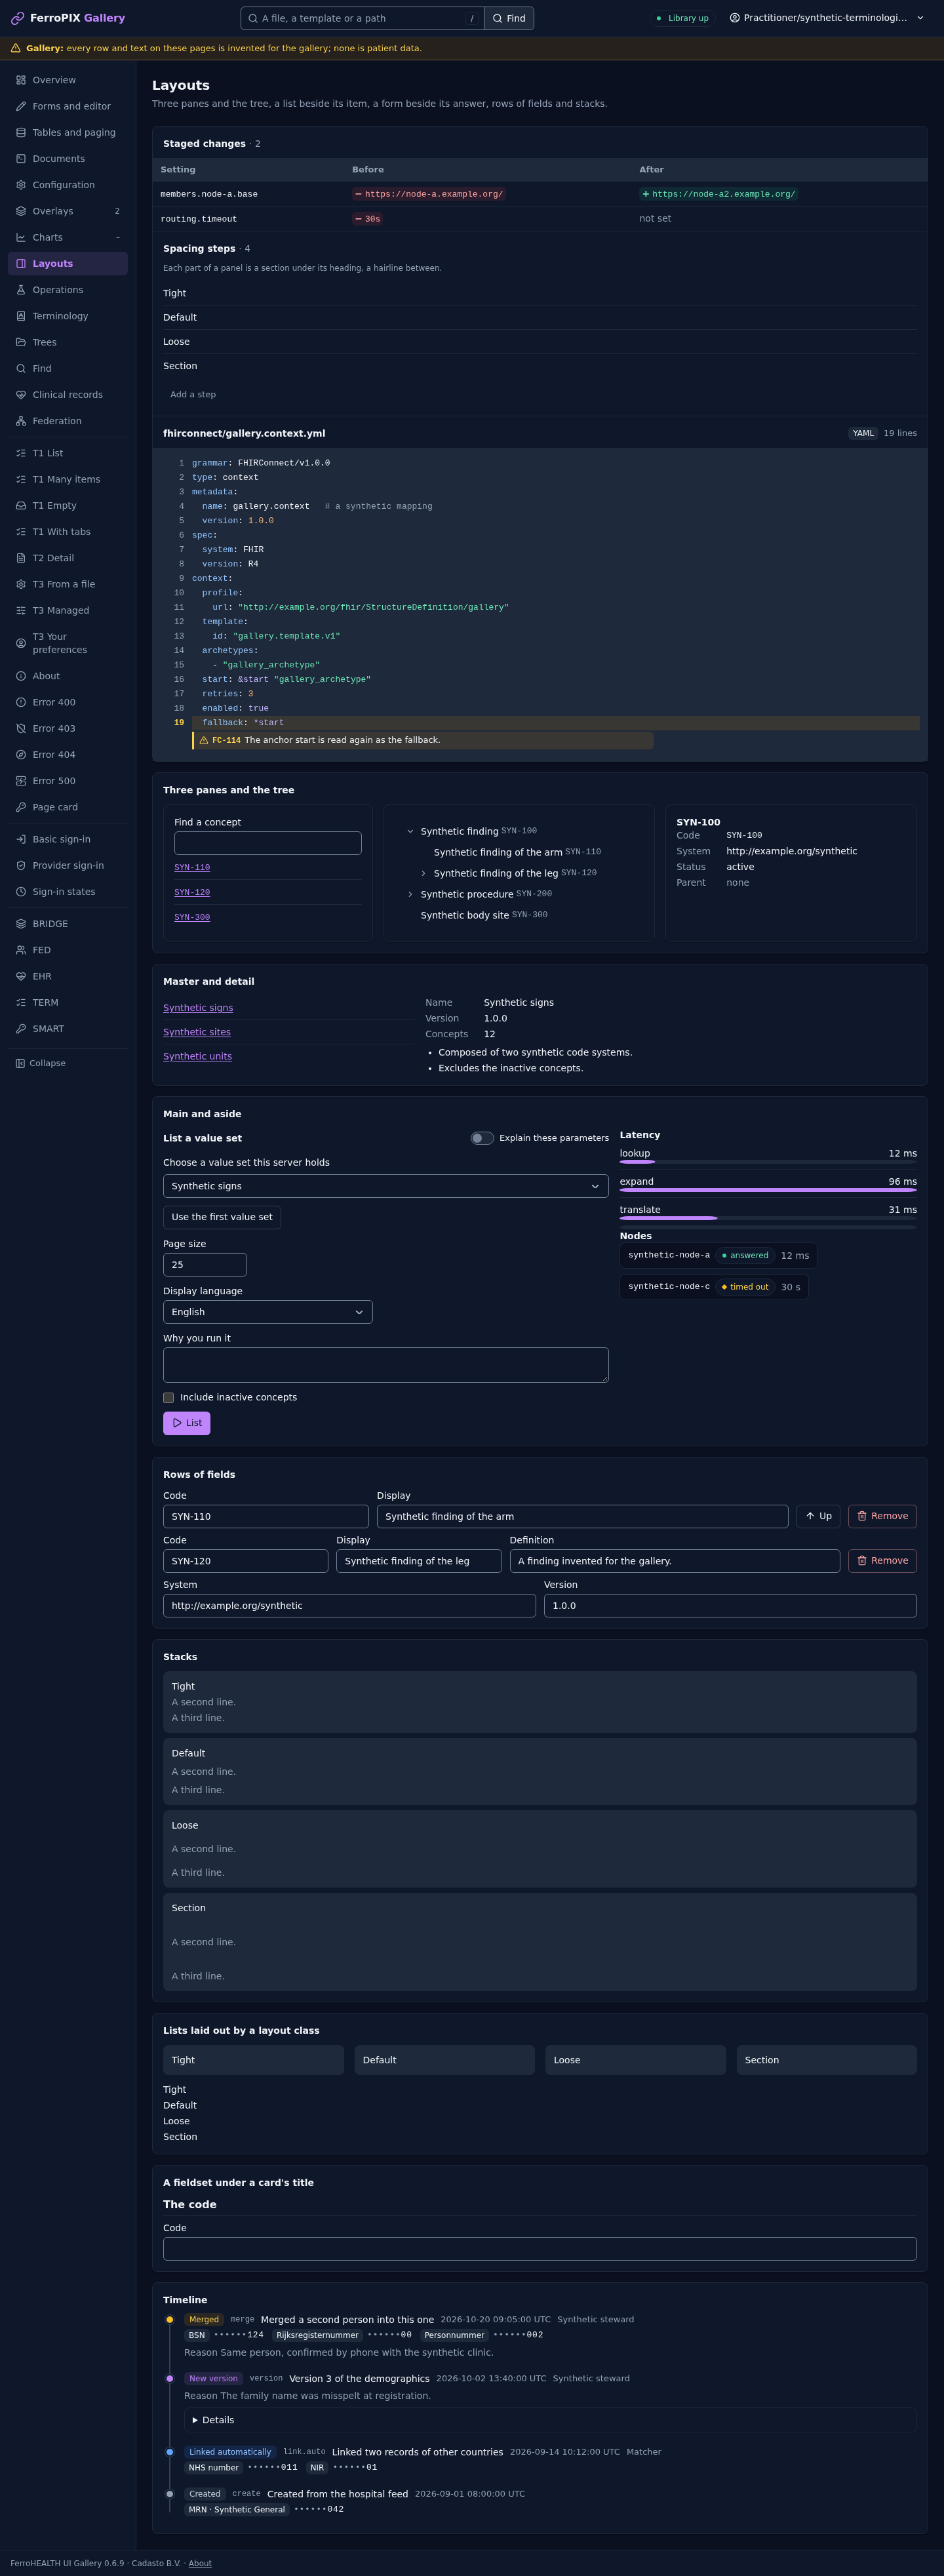 FerroPIX Gallery
A file, a template or a path
/
Find
Library up
Practitioner/synthetic-terminologi…
Gallery: every row and text on these pages is invented for the gallery; none is patient data.
Overview
Forms and editor
Tables and paging
Documents
Configuration
Overlays 2
Charts –
Layouts
Operations
Terminology
Trees
Find
Clinical records
Federation
T1 List
T1 Many items
T1 Empty
T1 With tabs
T2 Detail
T3 From a file
T3 Managed
T3 Your
preferences
About
Error 400
Error 403
Error 404
Error 500
Page card
Basic sign-in
Provider sign-in
Sign-in states
BRIDGE
FED
EHR
TERM
SMART
Collapse
Layouts
Three panes and the tree, a list beside its item, a form beside its answer, rows of fields and stacks.
Staged changes · 2
Setting Before After
members.node-a.base https://node-a.example.org/ https://node-a2.example.org/
routing.timeout 30s not set
Spacing steps · 4
Each part of a panel is a section under its heading, a hairline between.
Tight
Default
Loose
Section
Add a step
fhirconnect/gallery.context.yml YAML 19 lines
1 grammar: FHIRConnect/v1.0.0
2 type: context
3 metadata:
4 name: gallery.context # a synthetic mapping
5 version: 1.0.0
6 spec:
7 system: FHIR
8 version: R4
9 context:
10 profile:
11 url: "http://example.org/fhir/StructureDefinition/gallery"
12 template:
13 id: "gallery.template.v1"
14 archetypes:
15 - "gallery_archetype"
16 start: &start "gallery_archetype"
17 retries: 3
18 enabled: true
19 fallback: *start
FC-114 The anchor start is read again as the fallback.
Three panes and the tree
Find a concept
SYN-110
SYN-120
SYN-300
Synthetic finding SYN-100
Synthetic finding of the arm SYN-110
Synthetic finding of the leg SYN-120
Synthetic procedure SYN-200
Synthetic body site SYN-300
SYN-100
Code SYN-100
System http://example.org/synthetic
Status active
Parent none
Master and detail
Synthetic signs
Synthetic sites
Synthetic units
Name Synthetic signs
Version 1.0.0
Concepts 12
• Composed of two synthetic code systems.
• Excludes the inactive concepts.
Main and aside
List a value set
Explain these parameters
Choose a value set this server holds
Synthetic signs
Use the first value set
Page size
25
Display language
English
Why you run it
Include inactive concepts
List
Latency
lookup 12 ms
expand 96 ms
translate 31 ms
Nodes
synthetic-node-a answered 12 ms
synthetic-node-c timed out 30 s
Rows of fields
Code Display
SYN-110 Synthetic finding of the arm Up Remove
Code Display Definition
SYN-120 Synthetic finding of the leg A finding invented for the gallery. Remove
System Version
http://example.org/synthetic 1.0.0
Stacks
Tight
A second line.
A third line.
Default
A second line.
A third line.
Loose
A second line.
A third line.
Section
A second line.
A third line.
Lists laid out by a layout class
Tight Default Loose Section
Tight
Default
Loose
Section
A fieldset under a card's title
The code
Code
Timeline
Merged merge Merged a second person into this one 2026-10-20 09:05:00 UTC Synthetic steward
BSN ••••••124 Rijksregisternummer ••••••00 Personnummer ••••••002
Reason Same person, confirmed by phone with the synthetic clinic.
New version version Version 3 of the demographics 2026-10-02 13:40:00 UTC Synthetic steward
Reason The family name was misspelt at registration.
Details
Linked automatically link.auto Linked two records of other countries 2026-09-14 10:12:00 UTC Matcher
NHS number ••••••011 NIR ••••••01
Created create Created from the hospital feed 2026-09-01 08:00:00 UTC
MRN · Synthetic General ••••••042
FerroHEALTH UI Gallery 0.6.9 · Cadasto B.V. · About